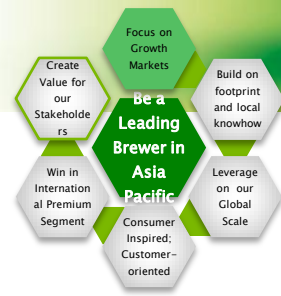 Focus on
Growth
Markets
Create
Value for
our
Stakeholde
rs
Build on
footprint
and local
knowhow
Be a
Leading
Brewer in
Asia
Pacific
Win in
Internation
al Premium
Segment
Leverage
on our
Global
Scale
Consumer
Inspired;
Customer-
oriented